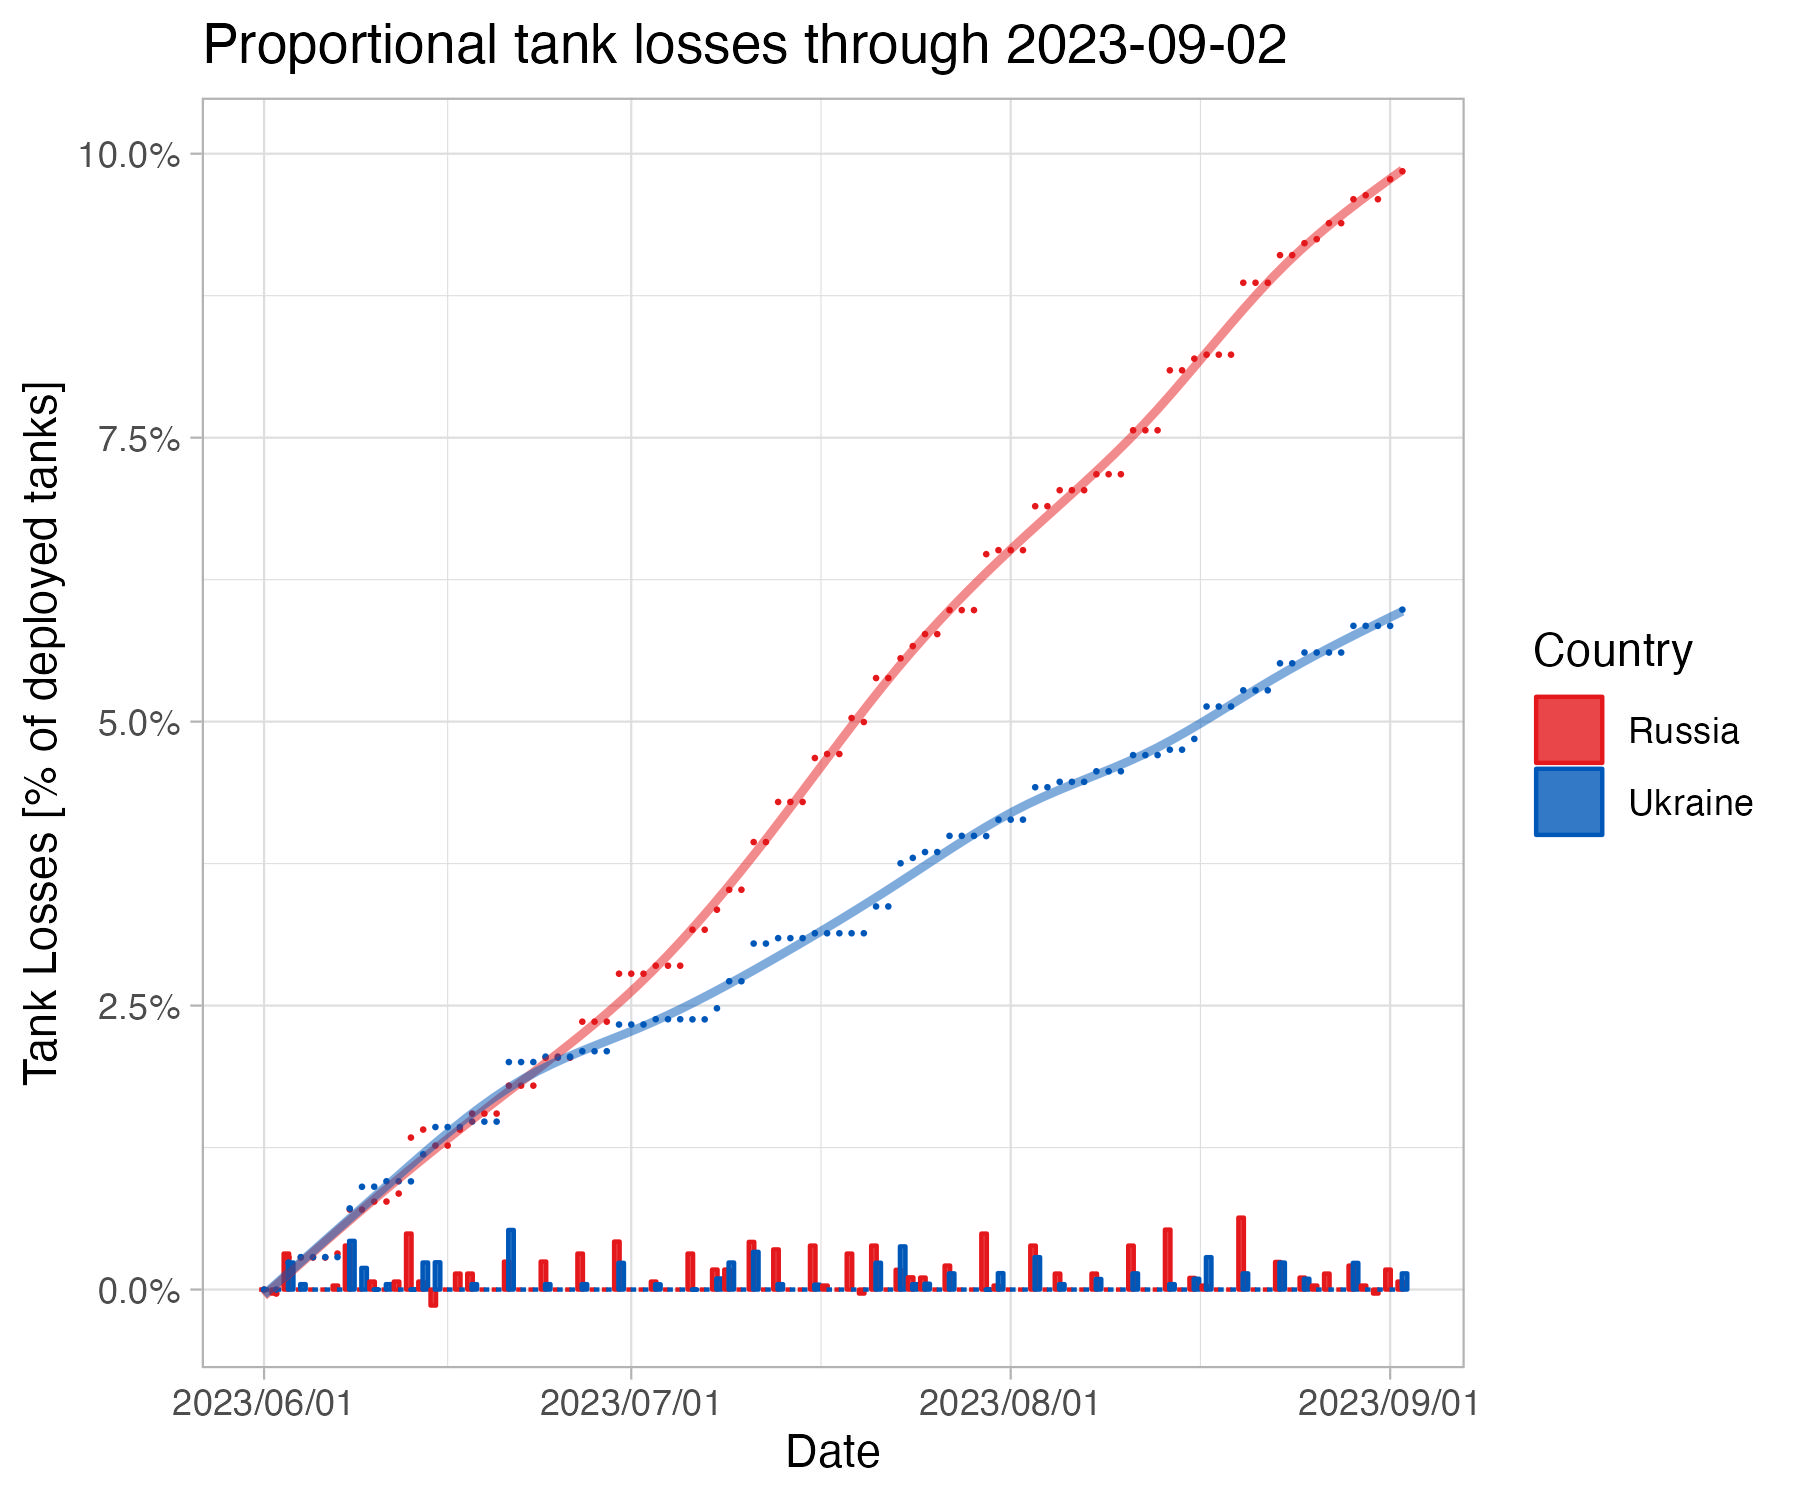 Proportional tank losses through 2023-09-02
Tank Losses [% of deployed tanks]
10.0%
7.5%
5.0%
2.5%
0.0%
2023/06/01
2023/07/01
2023/08/01
2023/09/01
Date
Country
Russia
Ukraine